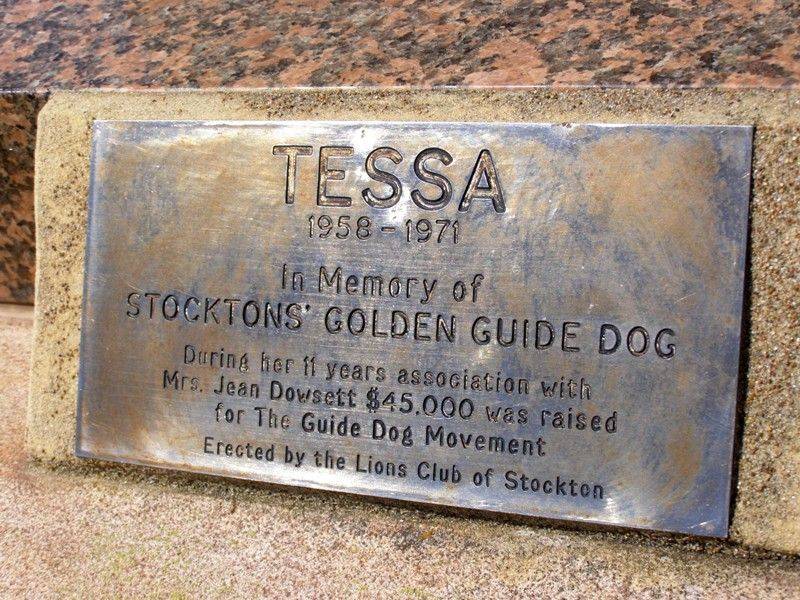 TESSA
1958 - 1971
In Memory of
STOCKTONS' GOLDEN GUIDE DOG
During her 11 years association with
Mrs. Jean Dowsett $45.000 was raised
for The Guide Dog Movement
Erected by the Lions Club of Stockton